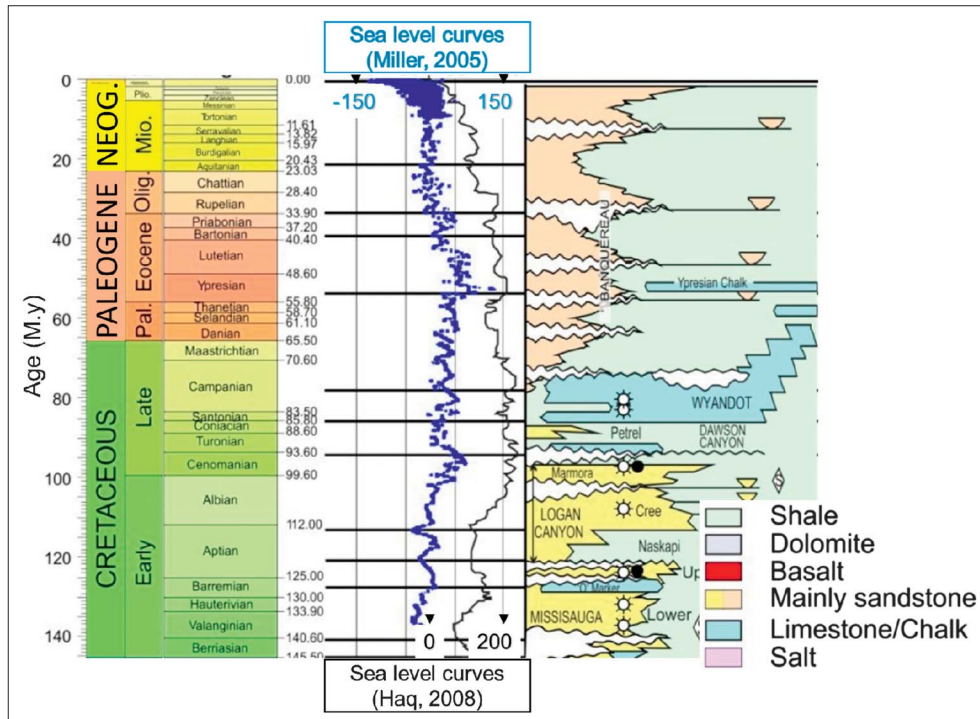 Sea level curves
(Miller, 2005)
-150
150
Age (M.y)
0
20
40
60
80
100
120
140
NEOG.
PALEOGENE
CRETACEOUS
Plio.
Mio.
Olig.
Eocene
Pal.
Late
Early
Messinian
Tortonian
Serravalian
Langhian
Burdigalian
Aquitanian
Chattian
Rupelian
Priabonian
Bartonian
Lutetian
Ypresian
Thanetian
Selandian
Danian
Maastrichtian
Campanian
Santonian
Coniacian
Turonian
Cenomanian
Albian
Aptian
Barremian
Hauterivian
Valanginian
Berriasian
0.00
11.61
13.82
15.97
20.43
23.03
28.40
33.90
37.20
40.40
48.60
55.80
58.70
61.10
65.50
70.60
83.50
85.80
88.60
93.60
99.60
112.00
125.00
130.00
133.90
140.60
145.50
0
200
Sea level curves
(Haq, 2008)
BANQUEREAU
Ypresian Chalk
WYANDOT
Petrel
DAWSON
CANYON
Marmora
S
LOGAN
CANYON
Cree
Naskapi
Up
O Marker
MISSISAUGA
Lower
Shale
Dolomite
Basalt
Mainly sandstone
Limestone/Chalk
Salt